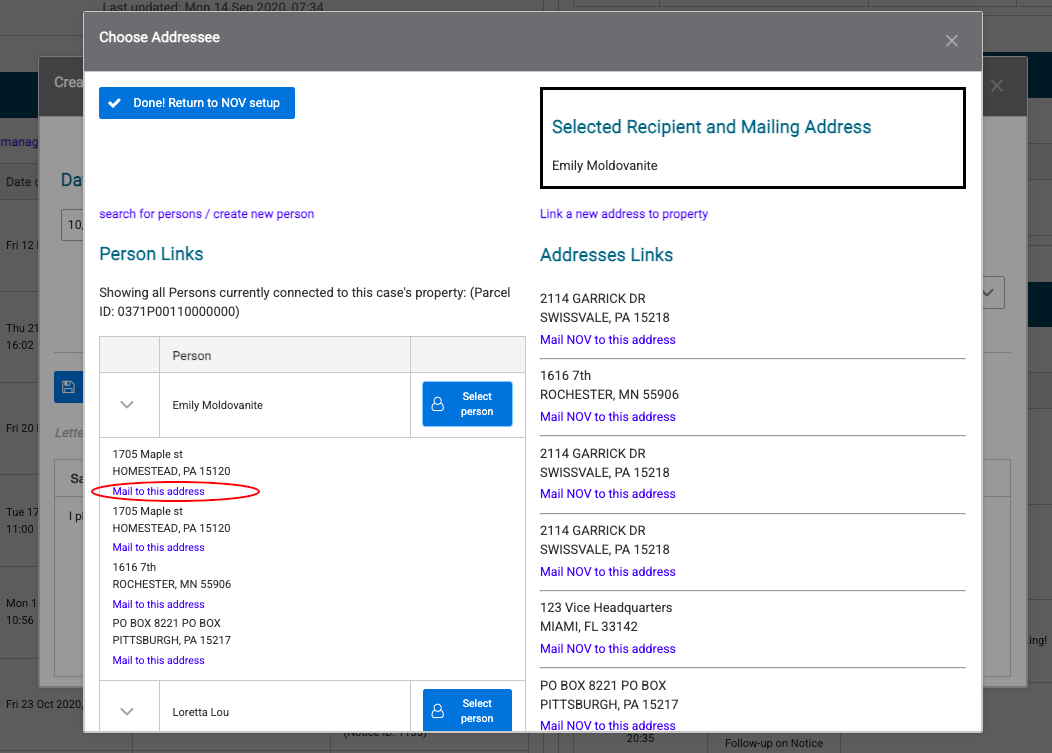 Last updated: Mon 14 Sep 2020, 07:34
Choose Addressee
Done! Return to NOV setup
Selected Recipient and Mailing Address
Emily Moldovanite
search for persons / create new person
Link a new address to property
Person Links
Addresses Links
Showing all Persons currently connected to this case's property: (Parcel
ID: 0371P00110000000)
Person
Emily Moldovanite
Select
person
1705 Maple st
HOMESTEAD, PA 15120
Mail to this address
1705 Maple st
HOMESTEAD, PA 15120
Mail to this address
1616 7th
ROCHESTER, MN 55906
Mail to this address
PO BOX 8221 PO BOX
PITTSBURGH, PA 15217
Mail to this address
Loretta Lou
Select
person
2114 GARRICK DR
SWISSVALE, PA 15218
Mail NOV to this address
1616 7th
ROCHESTER, MN 55906
Mail NOV to this address
2114 GARRICK DR
SWISSVALE, PA 15218
Mail NOV to this address
2114 GARRICK DR
SWISSVALE, PA 15218
Mail NOV to this address
123 Vice Headquarters
MIAMI, FL 33142
Mail NOV to this address
PO BOX 8221 PO BOX
PITTSBURGH, PA 15217
Mail NOV to this address
Crea
manag
Date
Da
10,
Fri 12
Thu 21
16:02
Fri 20
Lette
Sa
I pl
Tue 17
11:00
Mon 1
10:56
ting!
Fri 23 Oct 2020,
(Notice ID: 1133)
20:35
Follow-up on Notice